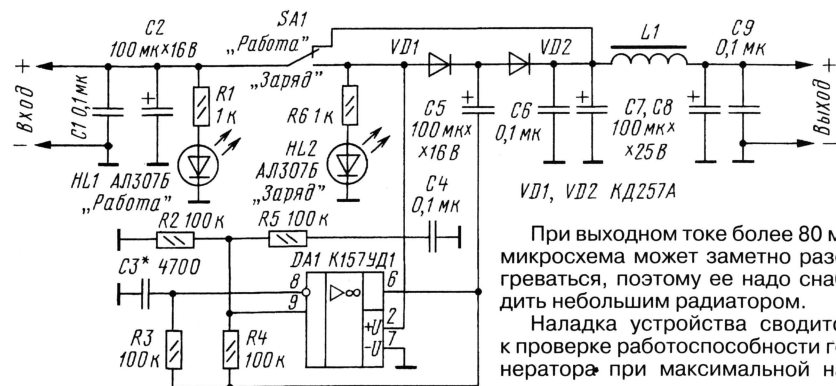 SA1
C2
100 мк×16 В
„Работа"
„Заряд"
VD1
VD2
L1
C9
0,1 мк
+
Вход
–
C1 0,1 мк
+
R1
1 к
R6 1 к
HL1 АЛ307Б
„Работа"
HL2
АЛ307Б
„Заряд"
+
C5
100 мк×
×16 В
C6
0,1 мк
+
C7, C8
100 мк×
×25 В
+
+
Выход
–
VD1, VD2 КД257А
C4
0,1 мк
R2 100 к
R5 100 к
C3* 4700
DA1 К157УД1
8
9
▷∞
6
2
+U
-U
7
R3
100 к
R4
100 к
При выходном токе более 80 м
микросхема может заметно разо
греваться, поэтому ее надо снаб
дить небольшим радиатором.
Наладка устройства сводитс
к проверке работоспособности ге
нератора при максимальной на